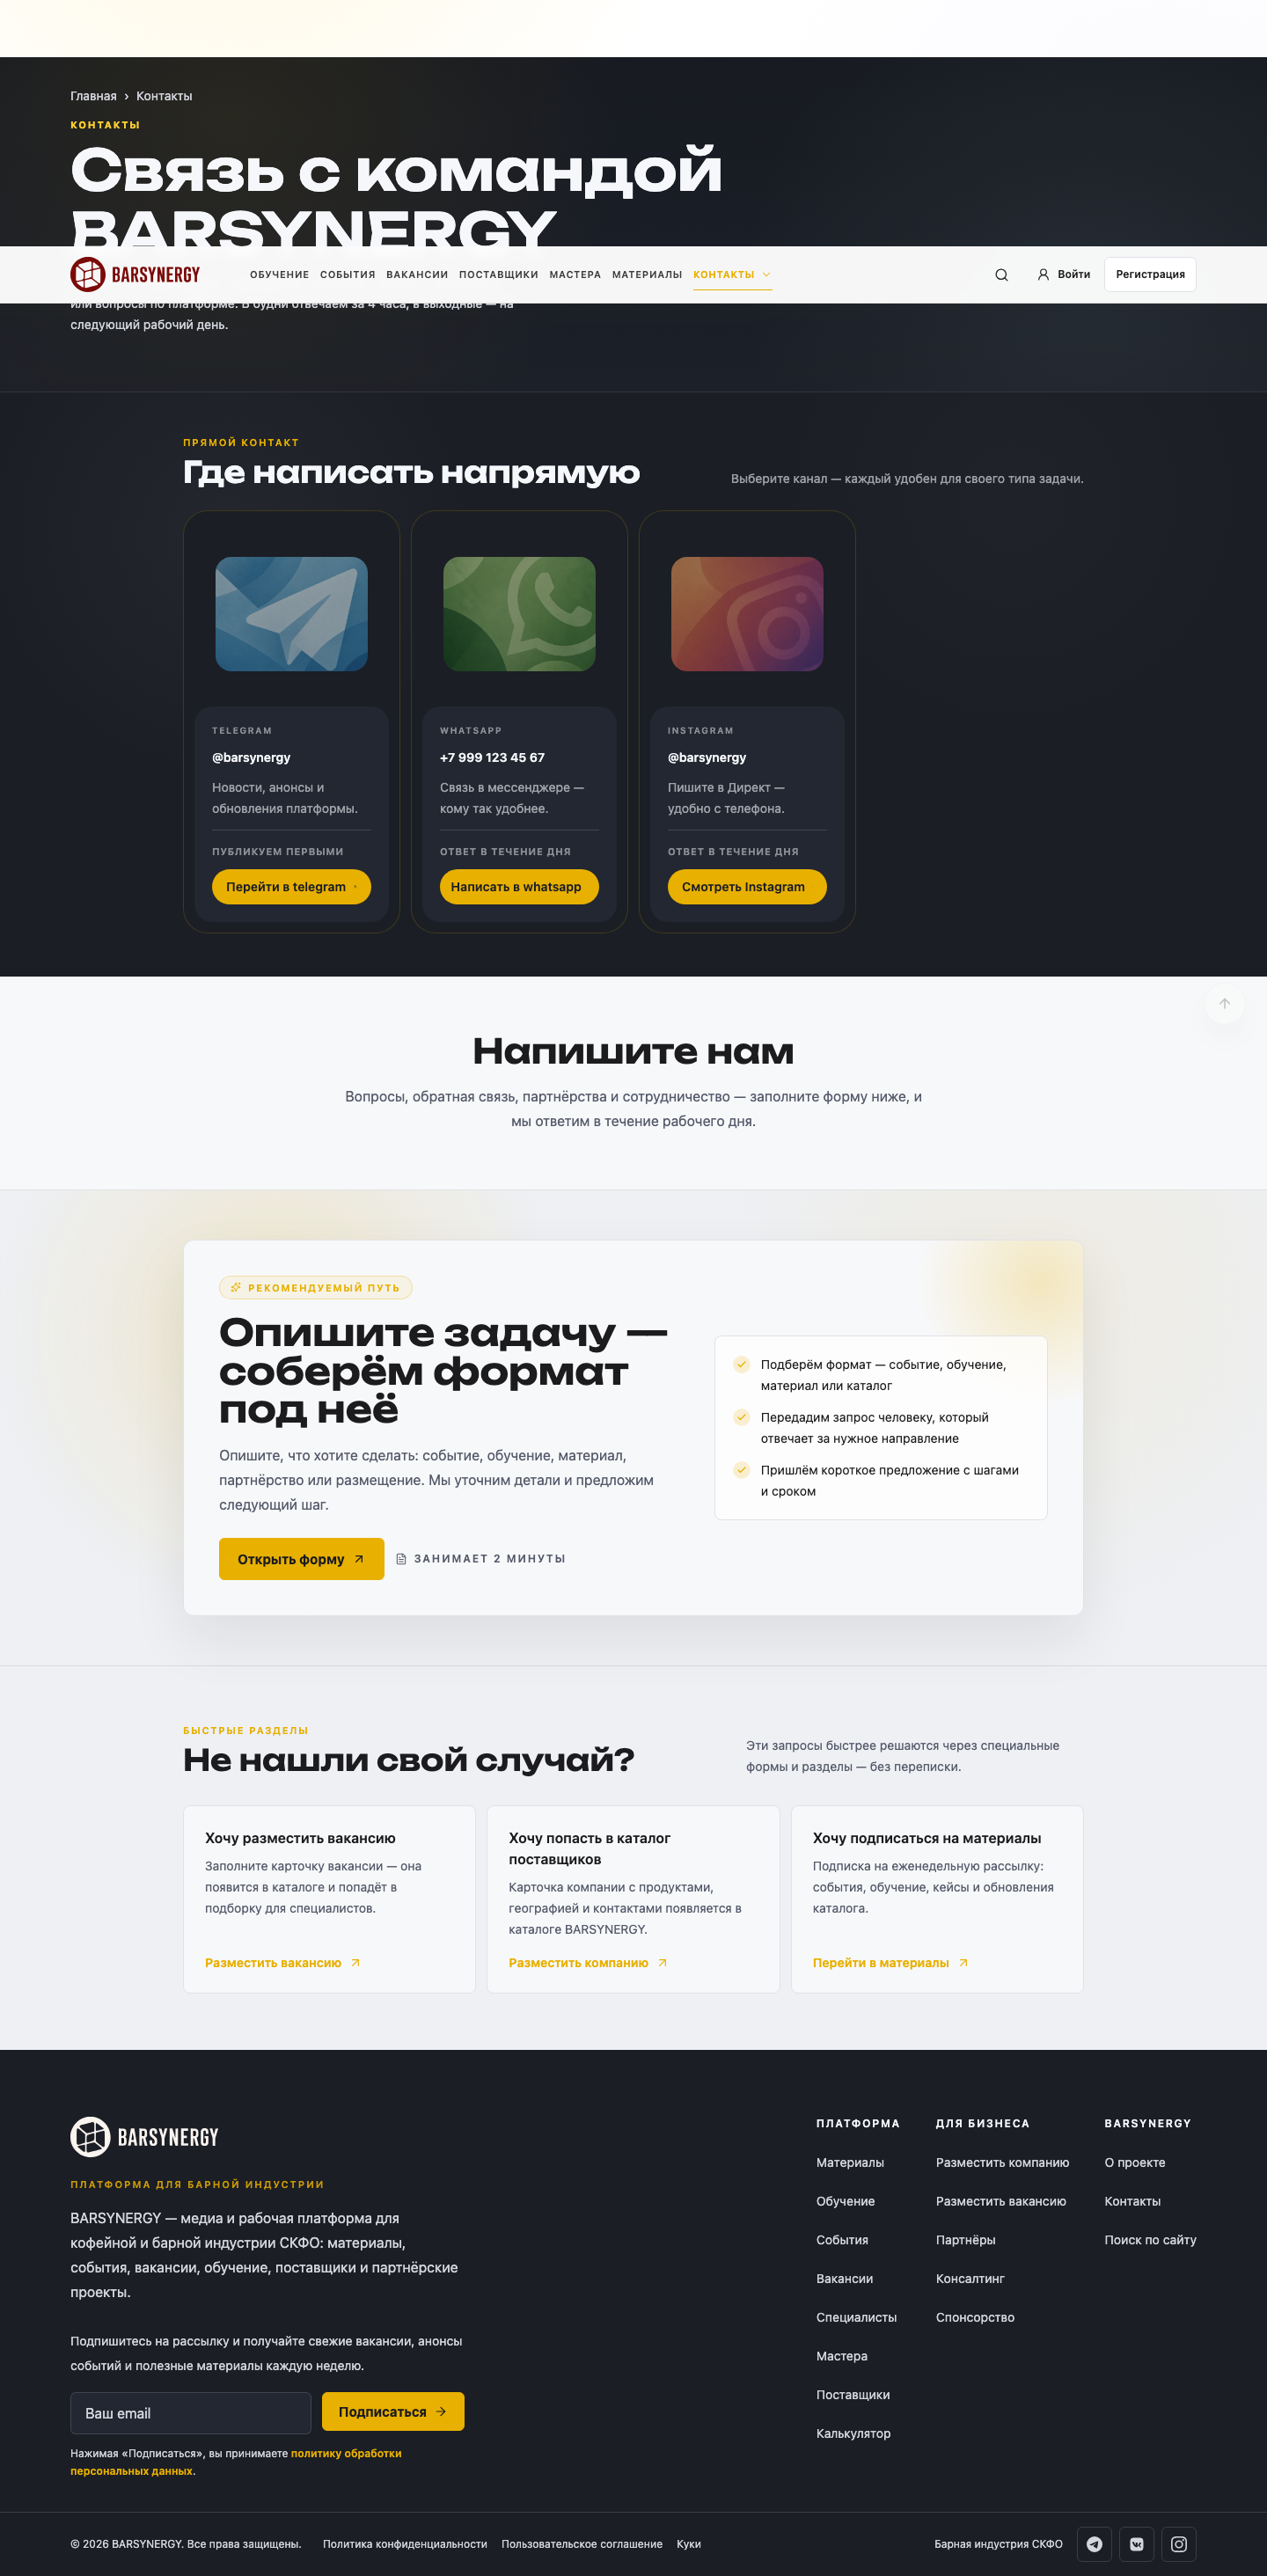 Главная › Контакты
КОНТАКТЫ
Связь с командой
BARSYNERGY
BARSYNERGY
ОБУЧЕНИЕ СОБЫТИЯ ВАКАНСИИ ПОСТАВЩИКИ МАСТЕРА МАТЕРИАЛЫ КОНТАКТЫ
Войти
Регистрация
или вопросы по платформе. В будни отвечаем за 4 часа, в выходные — на
следующий рабочий день.
ПРЯМОЙ КОНТАКТ
Где написать напрямую
Выберите канал — каждый удобен для своего типа задачи.
TELEGRAM
@barsynergy
Новости, анонсы и
обновления платформы.
ПУБЛИКУЕМ ПЕРВЫМИ
Перейти в telegram
WHATSAPP
+7 999 123 45 67
Связь в мессенджере —
кому так удобнее.
ОТВЕТ В ТЕЧЕНИЕ ДНЯ
Написать в whatsapp
INSTAGRAM
@barsynergy
Пишите в Директ —
удобно с телефона.
ОТВЕТ В ТЕЧЕНИЕ ДНЯ
Смотреть Instagram
Напишите нам
Вопросы, обратная связь, партнёрства и сотрудничество — заполните форму ниже, и
мы ответим в течение рабочего дня.
РЕКОМЕНДУЕМЫЙ ПУТЬ
Опишите задачу —
соберём формат
под неё
Опишите, что хотите сделать: событие, обучение, материал,
партнёрство или размещение. Мы уточним детали и предложим
следующий шаг.
Открыть форму
ЗАНИМАЕТ 2 МИНУТЫ
Подберём формат — событие, обучение,
материал или каталог
Передадим запрос человеку, который
отвечает за нужное направление
Пришлём короткое предложение с шагами
и сроком
БЫСТРЫЕ РАЗДЕЛЫ
Не нашли свой случай?
Эти запросы быстрее решаются через специальные
формы и разделы — без переписки.
Хочу разместить вакансию
Заполните карточку вакансии — она
появится в каталоге и попадёт в
подборку для специалистов.
Разместить вакансию
Хочу попасть в каталог
поставщиков
Карточка компании с продуктами,
географией и контактами появляется в
каталоге BARSYNERGY.
Разместить компанию
Хочу подписаться на материалы
Подписка на еженедельную рассылку:
события, обучение, кейсы и обновления
каталога.
Перейти в материалы
BARSYNERGY
ПЛАТФОРМА ДЛЯ БАРНОЙ ИНДУСТРИИ
BARSYNERGY — медиа и рабочая платформа для
кофейной и барной индустрии СКФО: материалы,
события, вакансии, обучение, поставщики и партнёрские
проекты.
Подпишитесь на рассылку и получайте свежие вакансии, анонсы
событий и полезные материалы каждую неделю.
Ваш email
Подписаться
Нажимая «Подписаться», вы принимаете политику обработки
персональных данных.
ПЛАТФОРМА
Материалы
Обучение
События
Вакансии
Специалисты
Мастера
Поставщики
Калькулятор
ДЛЯ БИЗНЕСА
Разместить компанию
Разместить вакансию
Партнёры
Консалтинг
Спонсорство
BARSYNERGY
О проекте
Контакты
Поиск по сайту
© 2026 BARSYNERGY. Все права защищены.
Политика конфиденциальности
Пользовательское соглашение
Куки
Барная индустрия СКФО